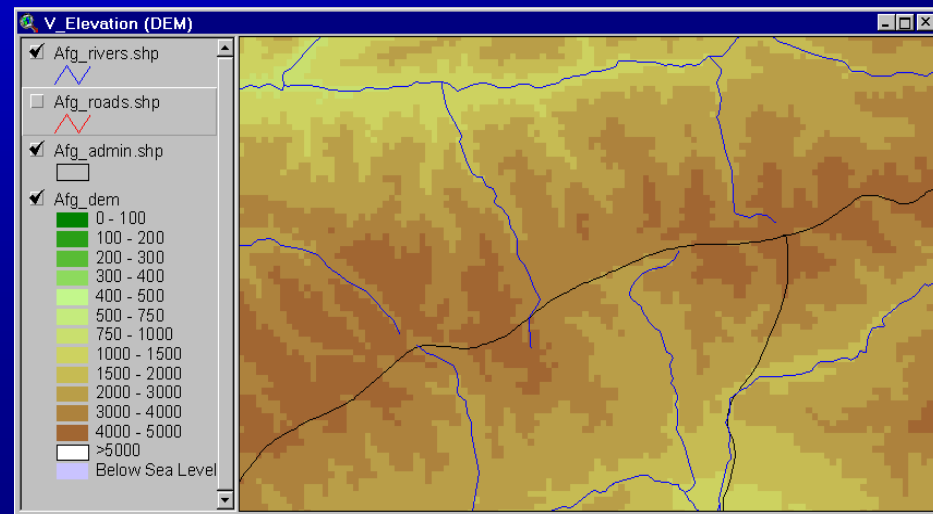 V_Elevation (DEM)
Afg_rivers.shp
Afg_roads.shp
Afg_admin.shp
Afg_dem
0 - 100
100 - 200
200 - 300
300 - 400
400 - 500
500 - 750
750 - 1000
1000 - 1500
1500 - 2000
2000 - 3000
3000 - 4000
4000 - 5000
>5000
Below Sea Level